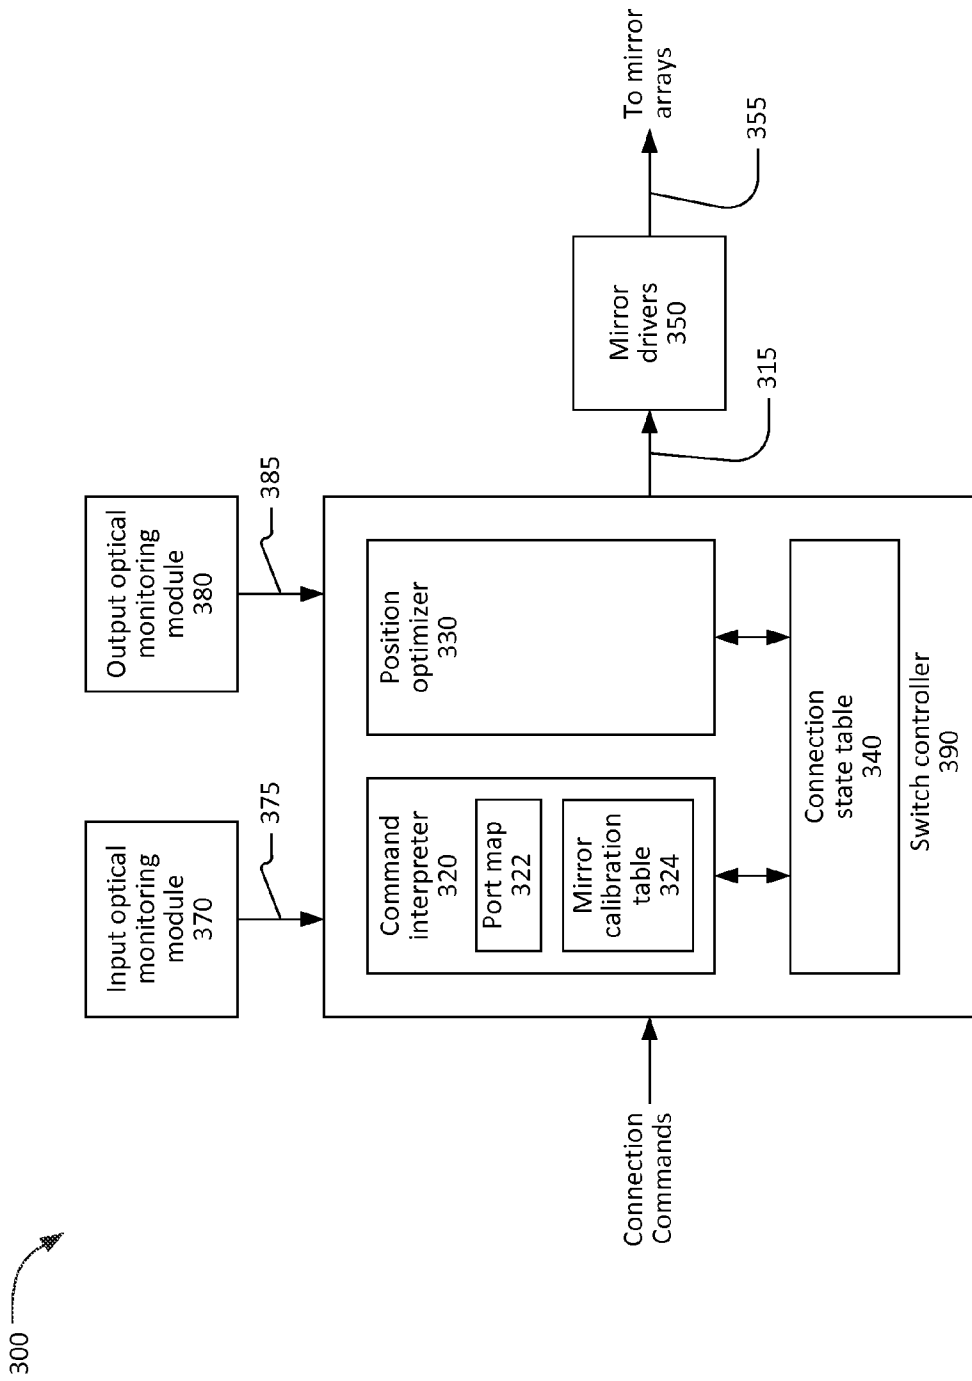 300
Input optical
monitoring
module
370
375
Output optical
monitoring
module
380
385
Connection
Commands
Command
interpreter
320
Port map
322
Mirror
calibration
table
324
Position
optimizer
330
Connection
state table
340
Switch controller
390
315
Mirror
drivers
350
355
To mirror
arrays